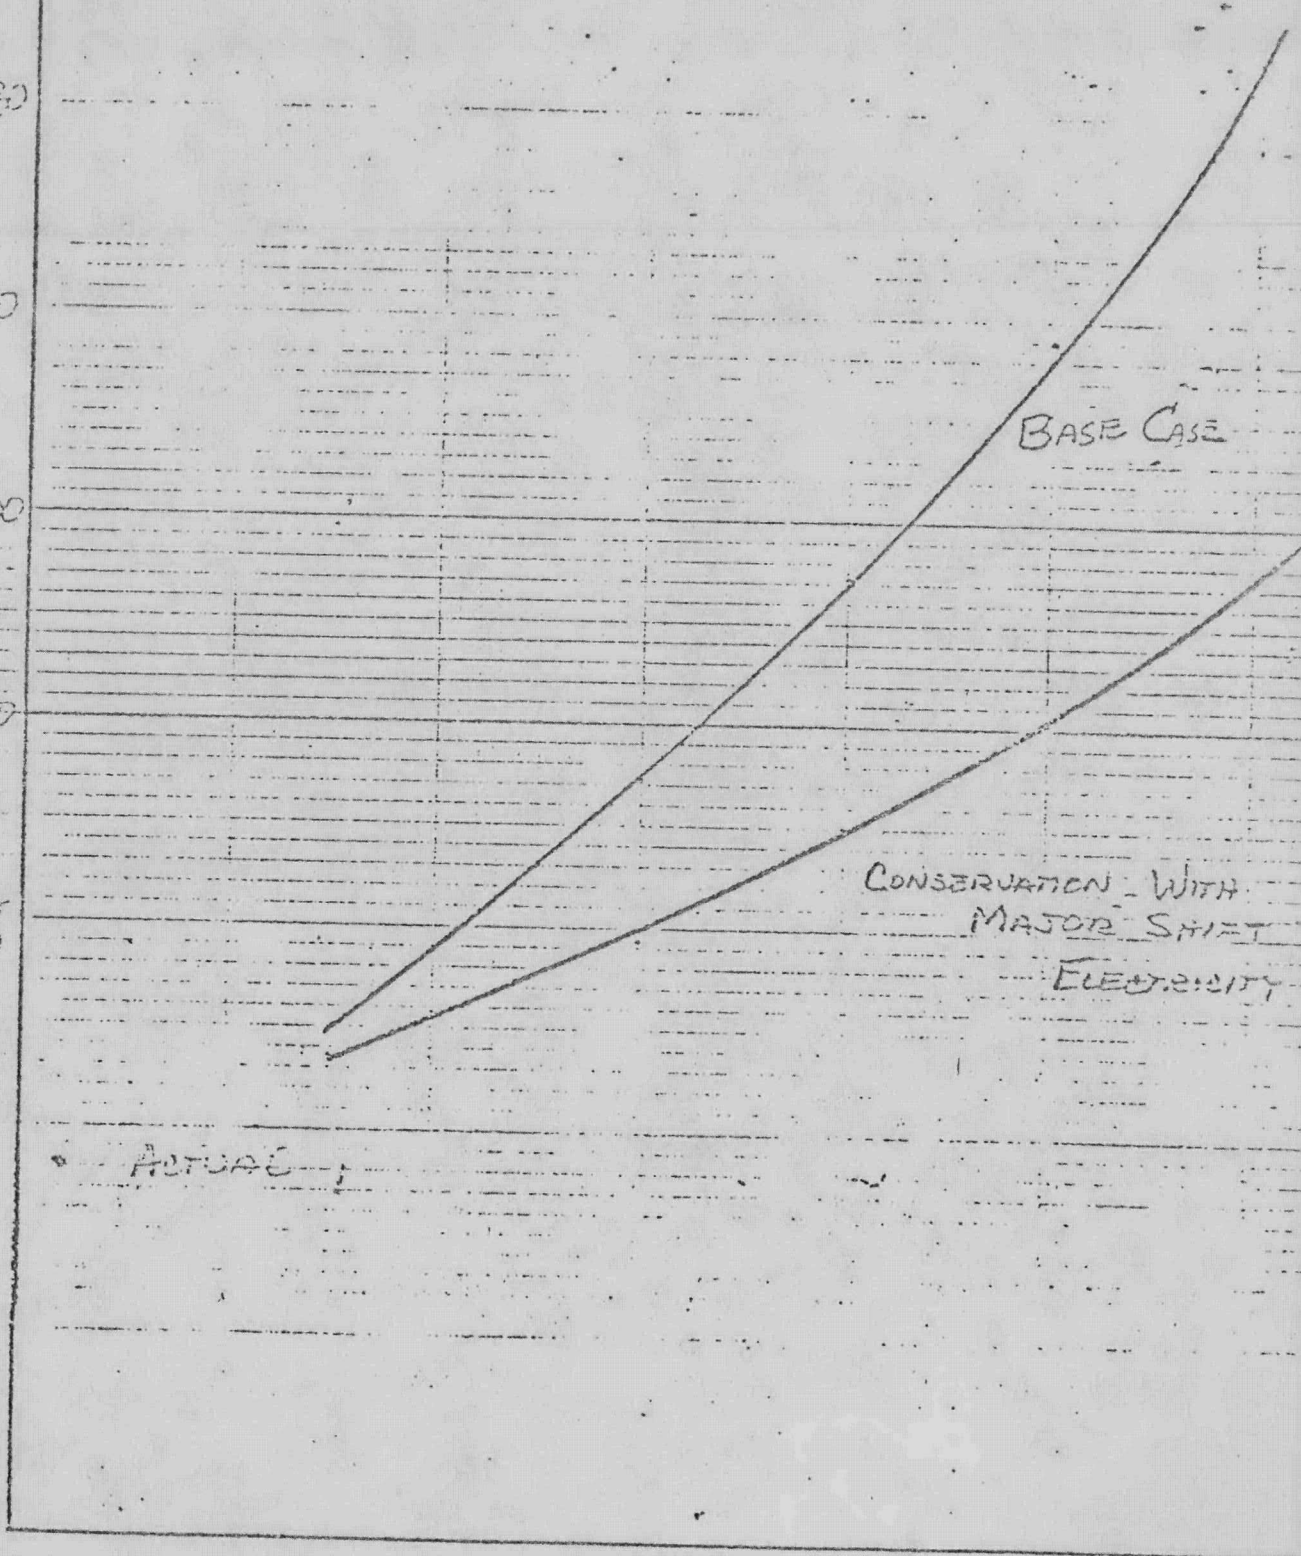 BASE CASE
CONSERVATION - WITH
MAJOR SHIFT
ELECTRICITY
ACTUAL